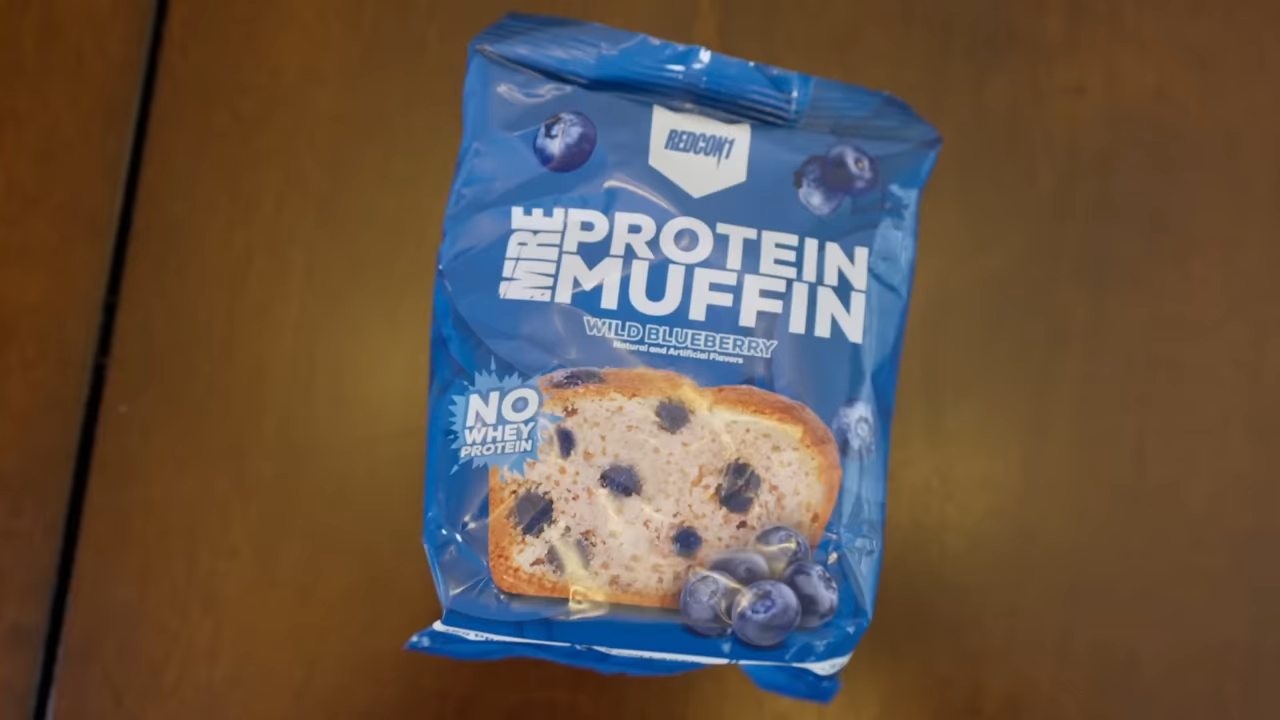 REDCON1
MRE
PROTEIN
MUFFIN
WILD BLUEBERRY
Natural and Artificial Flavors
NO
WHEY
PROTEIN